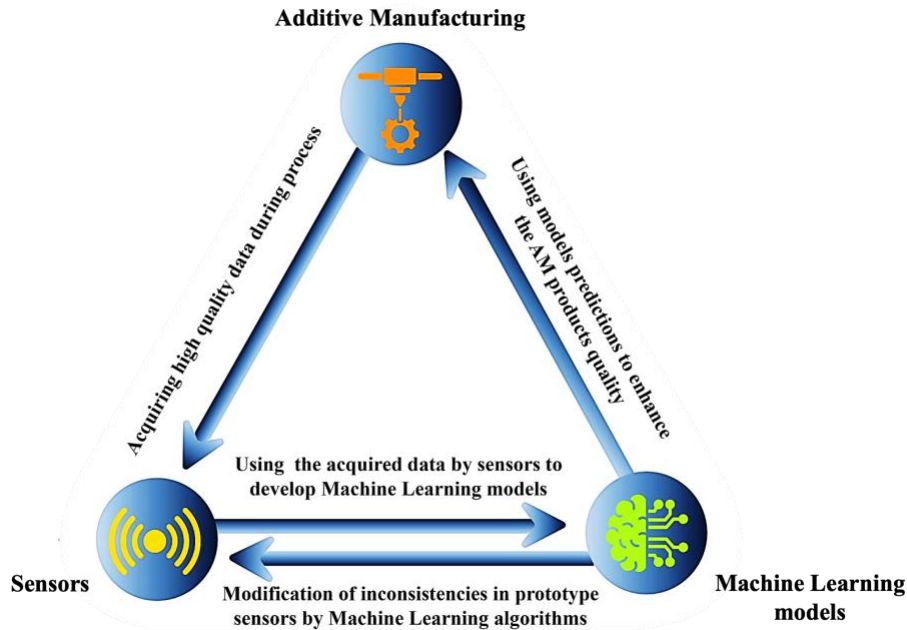 Additive Manufacturing
Acquiring high quality data during process
Using models predictions to enhance
the AM products quality
Using the acquired data by sensors to
develop Machine Learning models
Sensors
Modification of inconsistencies in prototype
sensors by Machine Learning algorithms
Machine Learning
models